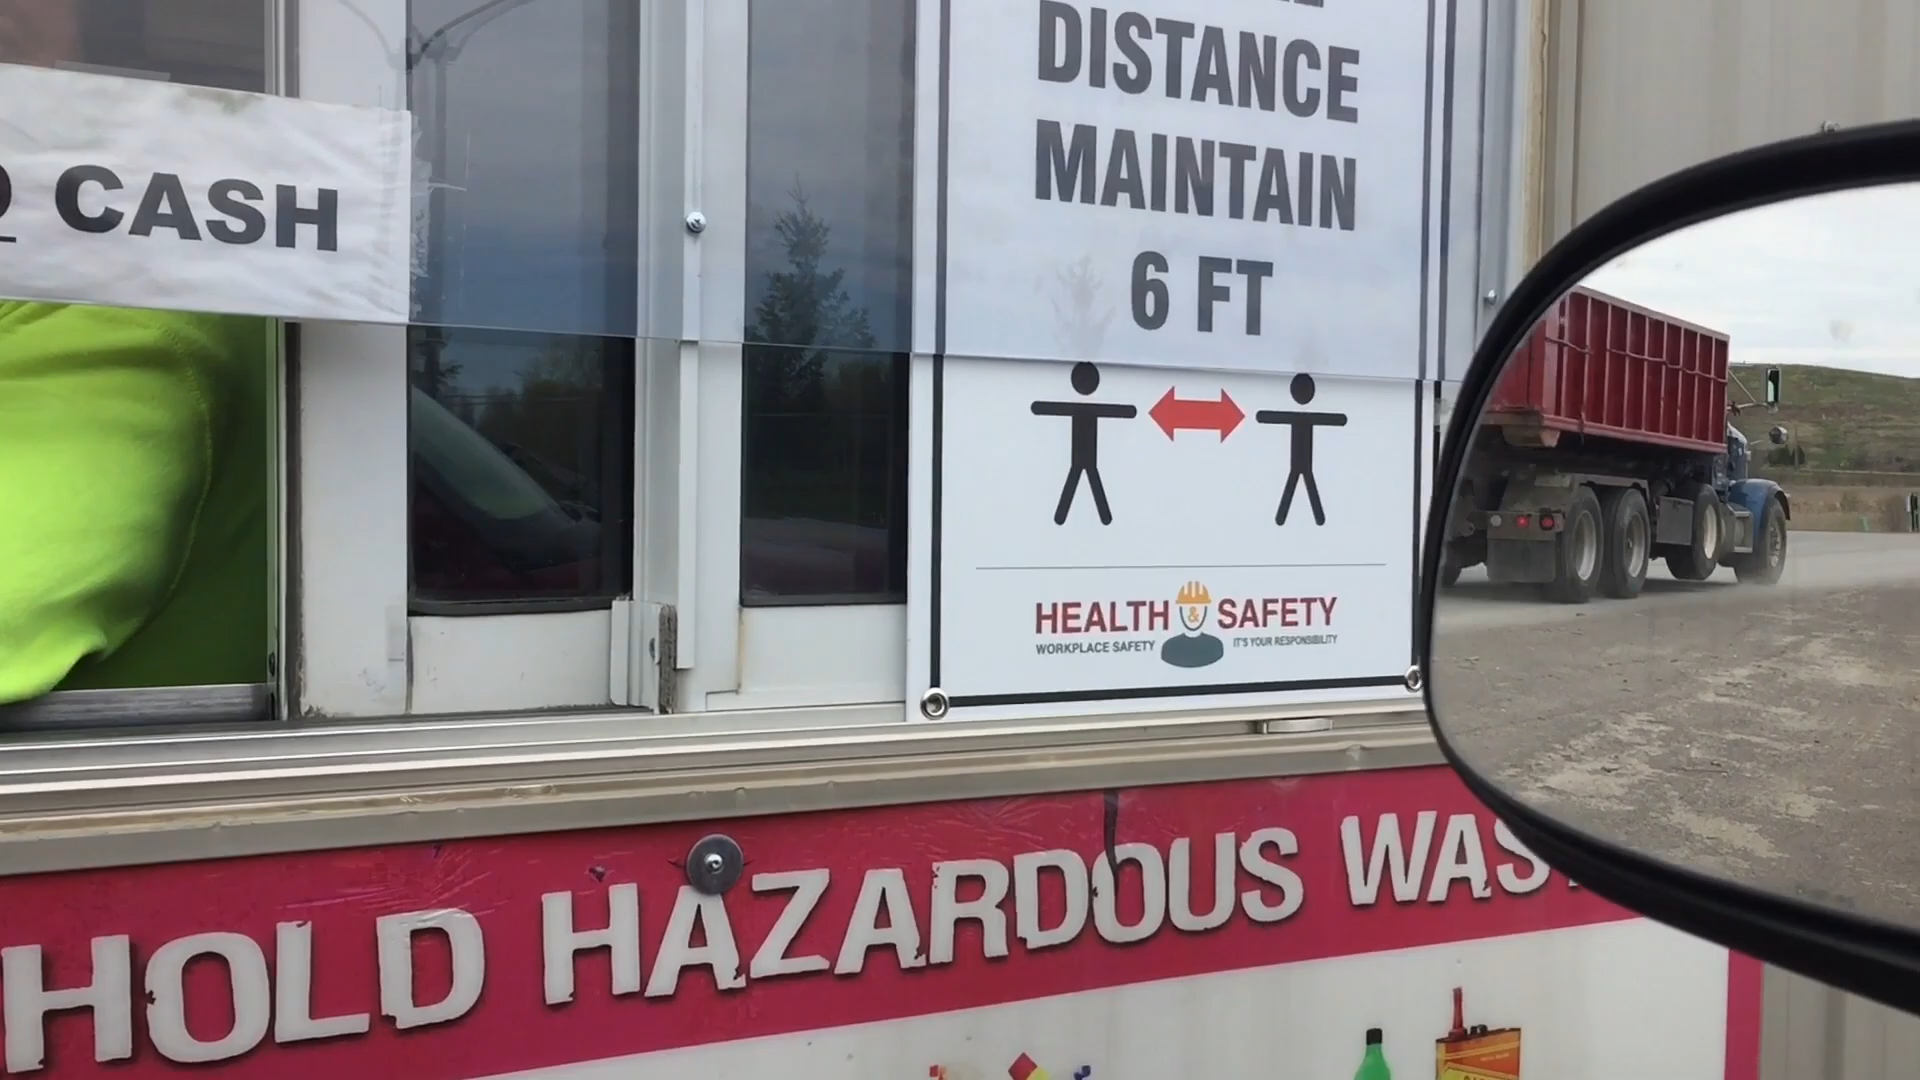 CASH
DISTANCE
MAINTAIN
6 FT
HEALTH & SAFETY
WORKPLACE SAFETY IT'S YOUR RESPONSIBILITY
HOLD HAZARDOUS WAS